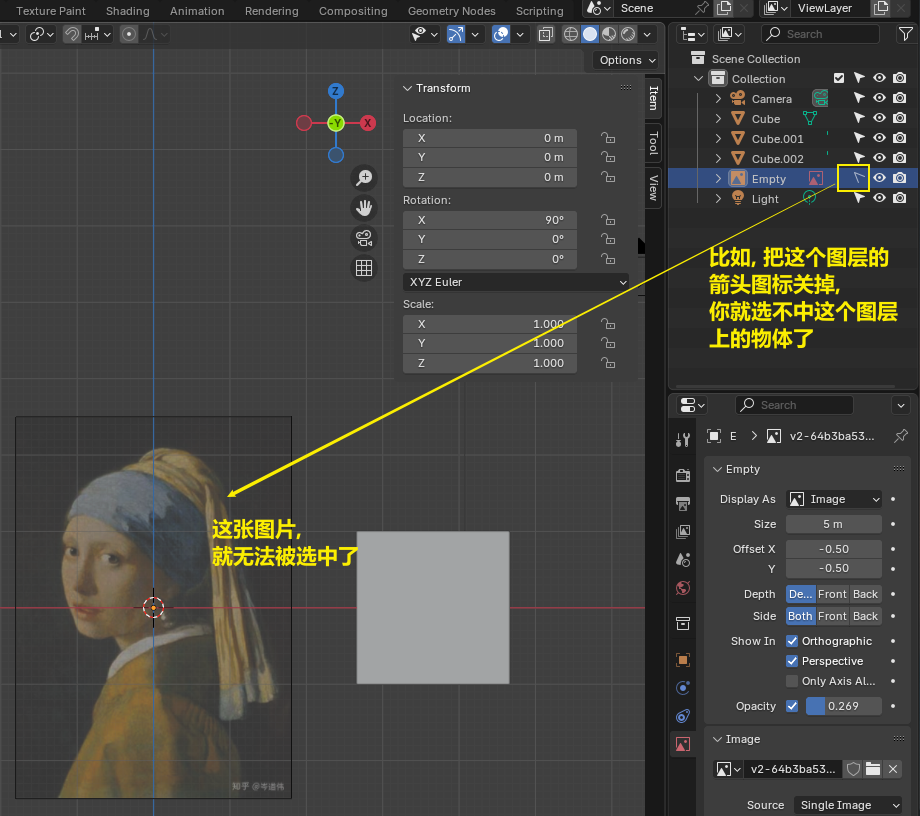 Texture Paint Shading Animation Rendering Compositing Geometry Nodes Scripting Scene ViewLayer
Options
Search
Scene Collection
Collection
Camera
Cube
Cube.001
Cube.002
Empty
Light
Z
-Y
X
Item
Tool
View
Transform
Location:
X 0 m
Y 0 m
Z 0 m
Rotation:
X 90°
Y 0°
Z 0°
XYZ Euler
Scale:
X 1.000
Y 1.000
Z 1.000
比如, 把这个图层的
箭头图标关掉,
你就选不中这个图层
上的物体了
这张图片,
就无法被选中了
知乎 @岑道伟
Search
E v2-64b3ba53...
Empty
Display As Image
Size 5 m
Offset X -0.50
Y -0.50
Depth De... Front Back
Side Both Front Back
Show In Orthographic
Perspective
Only Axis Al...
Opacity 0.269
Image
v2-64b3ba53...
Source Single Image